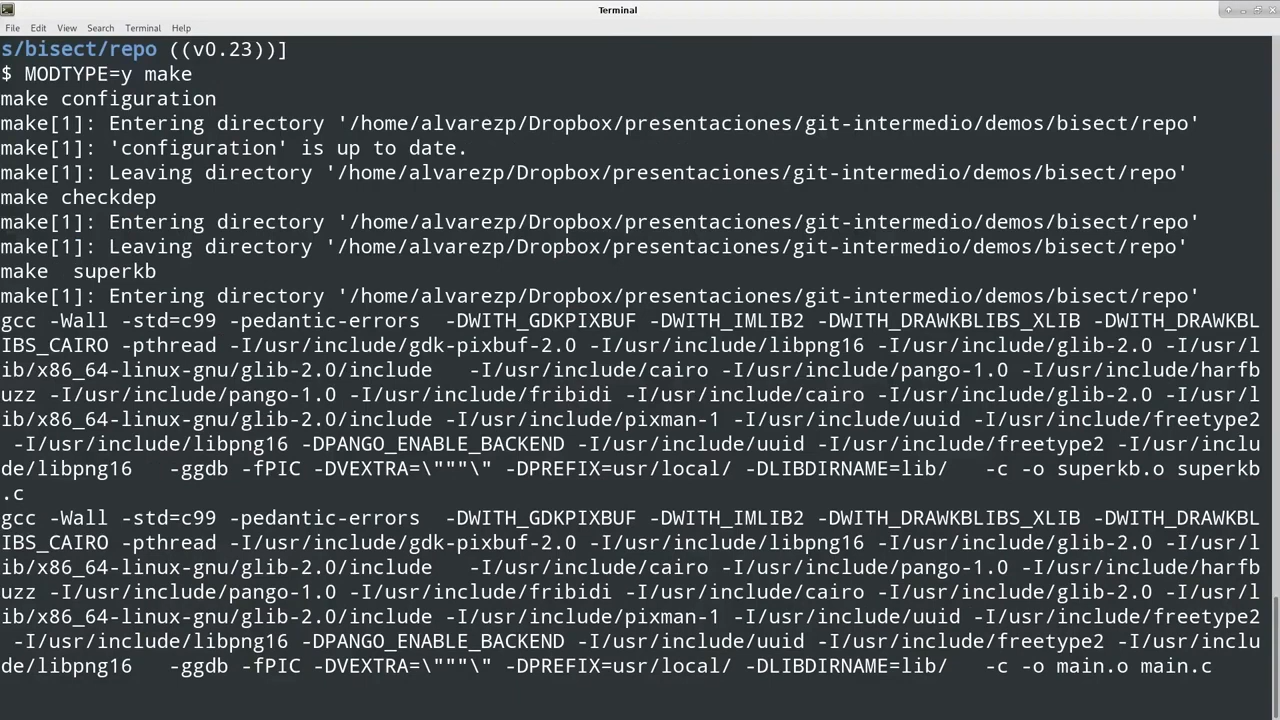 Terminal
File Edit View Search Terminal Help
s/bisect/repo ((v0.23))]
$ MODTYPE=y make
make configuration
make[1]: Entering directory '/home/alvarezp/Dropbox/presentaciones/git-intermedio/demos/bisect/repo'
make[1]: 'configuration' is up to date.
make[1]: Leaving directory '/home/alvarezp/Dropbox/presentaciones/git-intermedio/demos/bisect/repo'
make checkdep
make[1]: Entering directory '/home/alvarezp/Dropbox/presentaciones/git-intermedio/demos/bisect/repo'
make[1]: Leaving directory '/home/alvarezp/Dropbox/presentaciones/git-intermedio/demos/bisect/repo'
make  superkb
make[1]: Entering directory '/home/alvarezp/Dropbox/presentaciones/git-intermedio/demos/bisect/repo'
gcc -Wall -std=c99 -pedantic-errors  -DWITH_GDKPIXBUF -DWITH_IMLIB2 -DWITH_DRAWKBLIBS_XLIB -DWITH_DRAWKBL
IBS_CAIRO -pthread -I/usr/include/gdk-pixbuf-2.0 -I/usr/include/libpng16 -I/usr/include/glib-2.0 -I/usr/l
ib/x86_64-linux-gnu/glib-2.0/include   -I/usr/include/cairo -I/usr/include/pango-1.0 -I/usr/include/harfb
uzz -I/usr/include/pango-1.0 -I/usr/include/fribidi -I/usr/include/cairo -I/usr/include/glib-2.0 -I/usr/l
ib/x86_64-linux-gnu/glib-2.0/include -I/usr/include/pixman-1 -I/usr/include/uuid -I/usr/include/freetype2
 -I/usr/include/libpng16 -DPANGO_ENABLE_BACKEND -I/usr/include/uuid -I/usr/include/freetype2 -I/usr/inclu
de/libpng16   -ggdb -fPIC -DVEXTRA=\"""\" -DPREFIX=usr/local/ -DLIBDIRNAME=lib/   -c -o superkb.o superkb
.c
gcc -Wall -std=c99 -pedantic-errors  -DWITH_GDKPIXBUF -DWITH_IMLIB2 -DWITH_DRAWKBLIBS_XLIB -DWITH_DRAWKBL
IBS_CAIRO -pthread -I/usr/include/gdk-pixbuf-2.0 -I/usr/include/libpng16 -I/usr/include/glib-2.0 -I/usr/l
ib/x86_64-linux-gnu/glib-2.0/include   -I/usr/include/cairo -I/usr/include/pango-1.0 -I/usr/include/harfb
uzz -I/usr/include/pango-1.0 -I/usr/include/fribidi -I/usr/include/cairo -I/usr/include/glib-2.0 -I/usr/l
ib/x86_64-linux-gnu/glib-2.0/include -I/usr/include/pixman-1 -I/usr/include/uuid -I/usr/include/freetype2
 -I/usr/include/libpng16 -DPANGO_ENABLE_BACKEND -I/usr/include/uuid -I/usr/include/freetype2 -I/usr/inclu
de/libpng16   -ggdb -fPIC -DVEXTRA=\"""\" -DPREFIX=usr/local/ -DLIBDIRNAME=lib/   -c -o main.o main.c